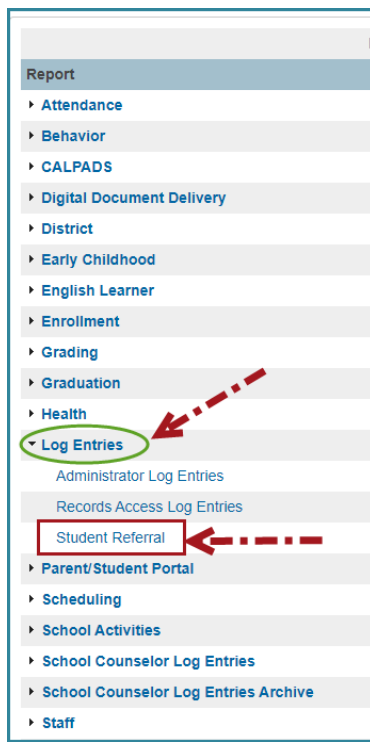 Report
Attendance
Behavior
CALPADS
Digital Document Delivery
District
Early Childhood
English Learner
Enrollment
Grading
Graduation
Health
Log Entries
Administrator Log Entries
Records Access Log Entries
Student Referral
Parent/Student Portal
Scheduling
School Activities
School Counselor Log Entries
School Counselor Log Entries Archive
Staff